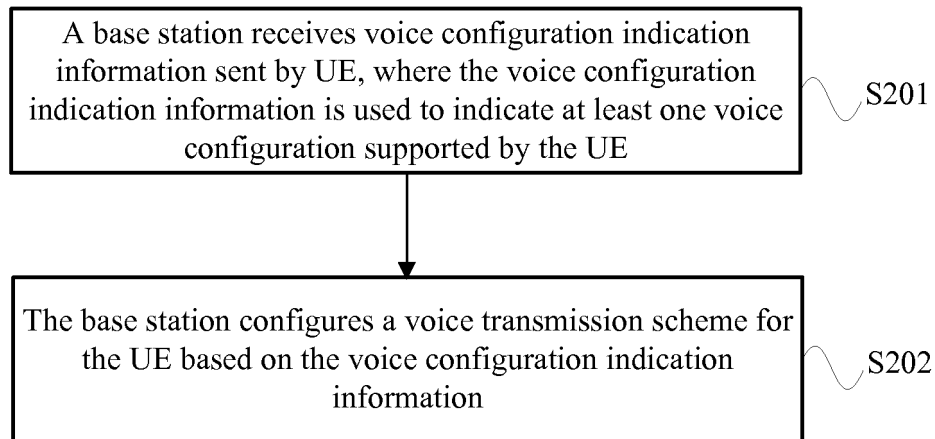 A base station receives voice configuration indication
information sent by UE, where the voice configuration
indication information is used to indicate at least one voice
configuration supported by the UE
S201
The base station configures a voice transmission scheme for
the UE based on the voice configuration indication
information
S202